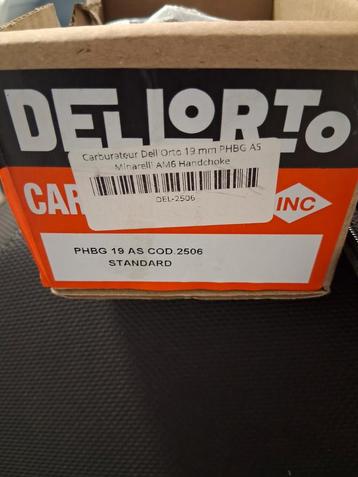 DELLORTO
Carburateur Dell'Orto 19 mm PHBG AS
Minarelli AM6 Handchoke
DEL-2506
CAR
INC
PHBG 19 AS COD.2506
STANDARD